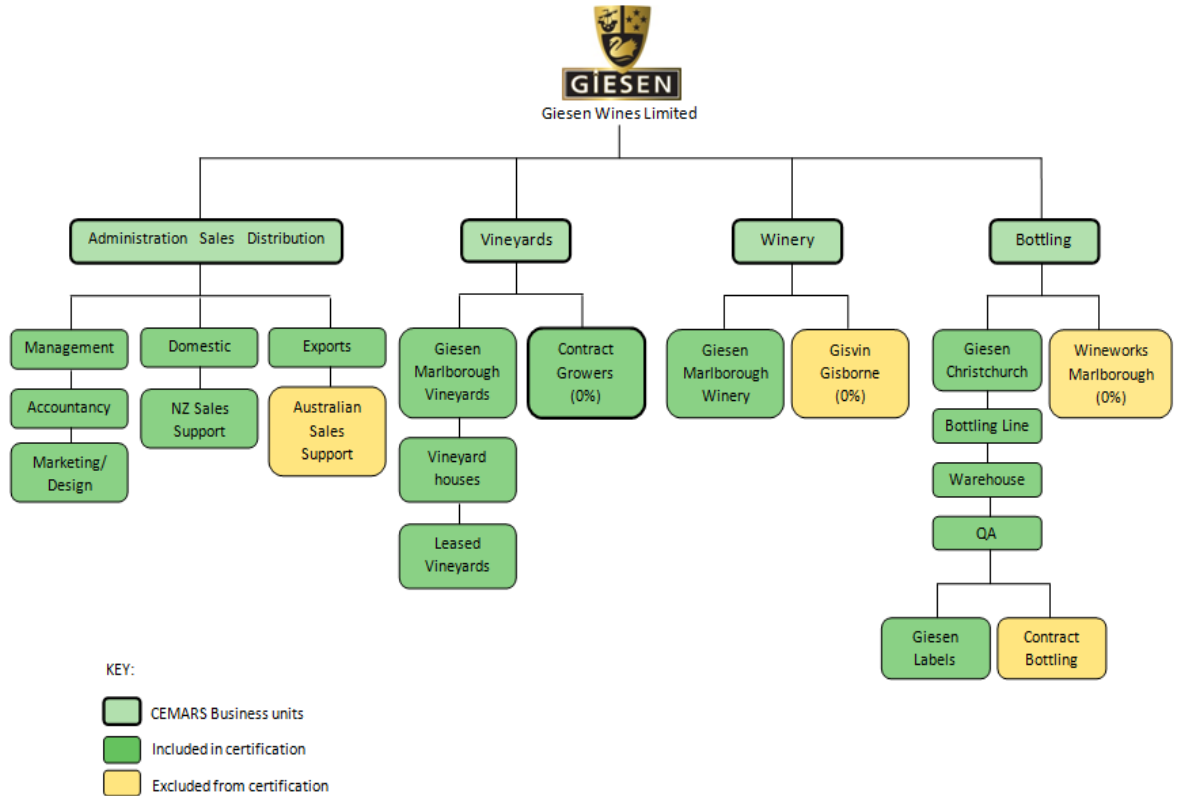 GIESEN
Giesen Wines Limited
Administration Sales Distribution
Vineyards
Winery
Bottling
Management
Domestic
Exports
Giesen
Marlborough
Vineyards
Contract
Growers
(0%)
Giesen
Marlborough
Winery
Gisvin
Gisborne
(0%)
Giesen
Christchurch
Wineworks
Marlborough
(0%)
Accountancy
NZ Sales
Support
Australian
Sales
Support
Bottling Line
Marketing/
Design
Vineyard
houses
Warehouse
QA
Leased
Vineyards
Giesen
Labels
Contract
Bottling
KEY:
CEMARS Business units
Included in certification
Excluded from certification